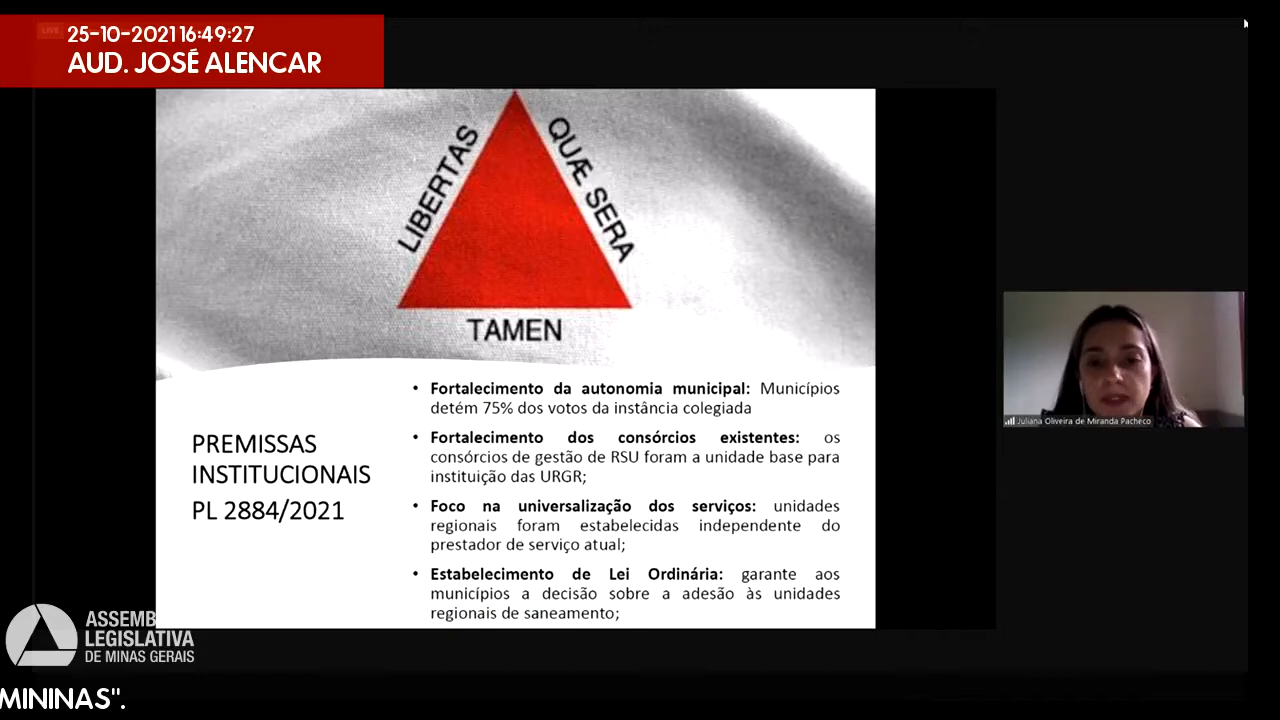 LIVE
25-10-2021 16:49:27
AUD. JOSÉ ALENCAR
LIBERTAS
QUÆ SERA
TAMEN
PREMISSAS
INSTITUCIONAIS
PL 2884/2021
• Fortalecimento da autonomia municipal: Municípios
detém 75% dos votos da instância colegiada
• Fortalecimento dos consórcios existentes: os
consórcios de gestão de RSU foram a unidade base para
instituição das URGR;
• Foco na universalização dos serviços: unidades
regionais foram estabelecidas independente do
prestador de serviço atual;
• Estabelecimento de Lei Ordinária: garante aos
municípios a decisão sobre a adesão às unidades
regionais de saneamento;
Juliana Oliveira de Miranda Pacheco
ASSEMB
LEGISLATIVA
DE MINAS GERAIS
MININAS".